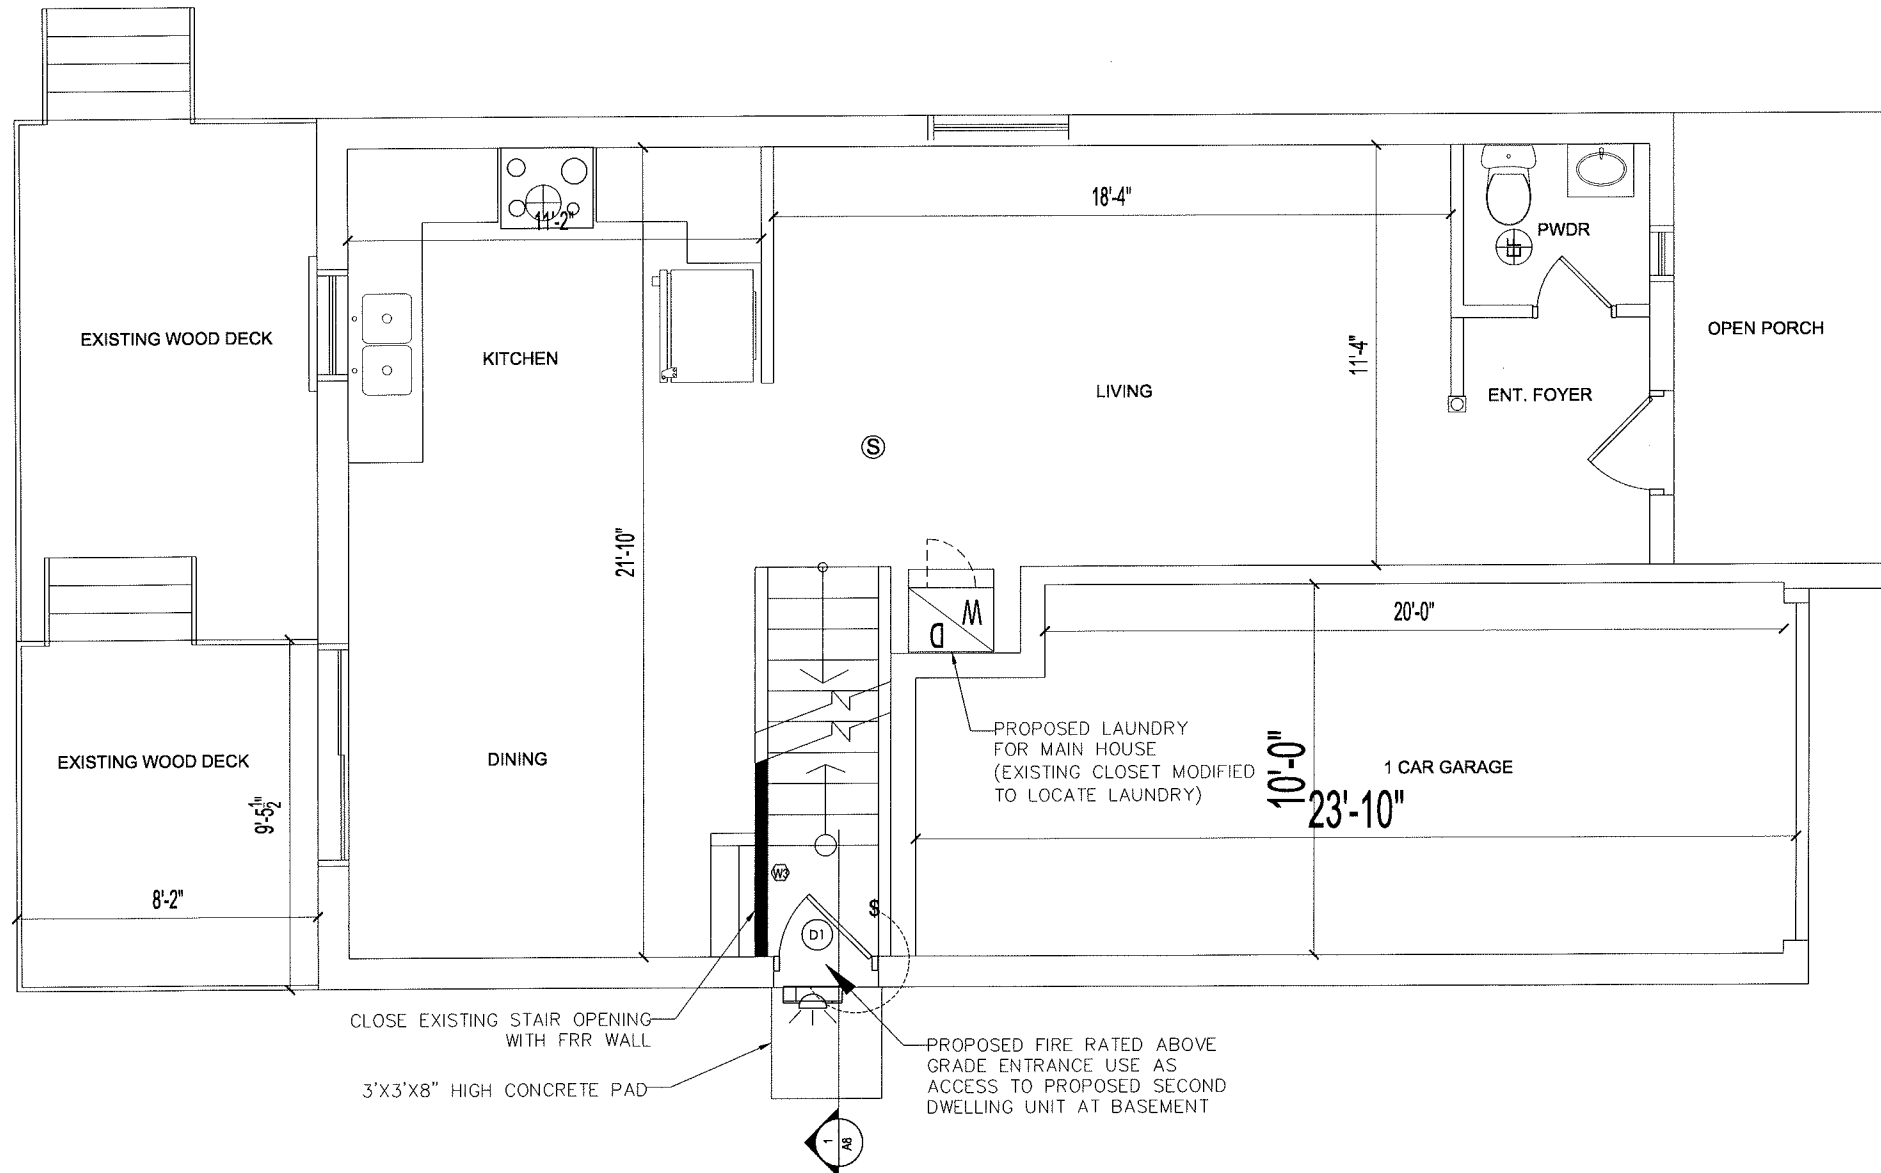 18'-4"
11'-2"
PWDR
EF
EXISTING WOOD DECK
KITCHEN
LIVING
11'-4"
ENT. FOYER
OPEN PORCH
S
21'-10"
W
D
20'-0"
PROPOSED LAUNDRY
FOR MAIN HOUSE
(EXISTING CLOSET MODIFIED
TO LOCATE LAUNDRY)
EXISTING WOOD DECK
DINING
10'-0"
1 CAR GARAGE
23'-10"
9'-5 1/2"
8'-2"
W3
$
D1
CLOSE EXISTING STAIR OPENING
WITH FRR WALL
3'X3'X8" HIGH CONCRETE PAD
PROPOSED FIRE RATED ABOVE
GRADE ENTRANCE USE AS
ACCESS TO PROPOSED SECOND
DWELLING UNIT AT BASEMENT
1
A8